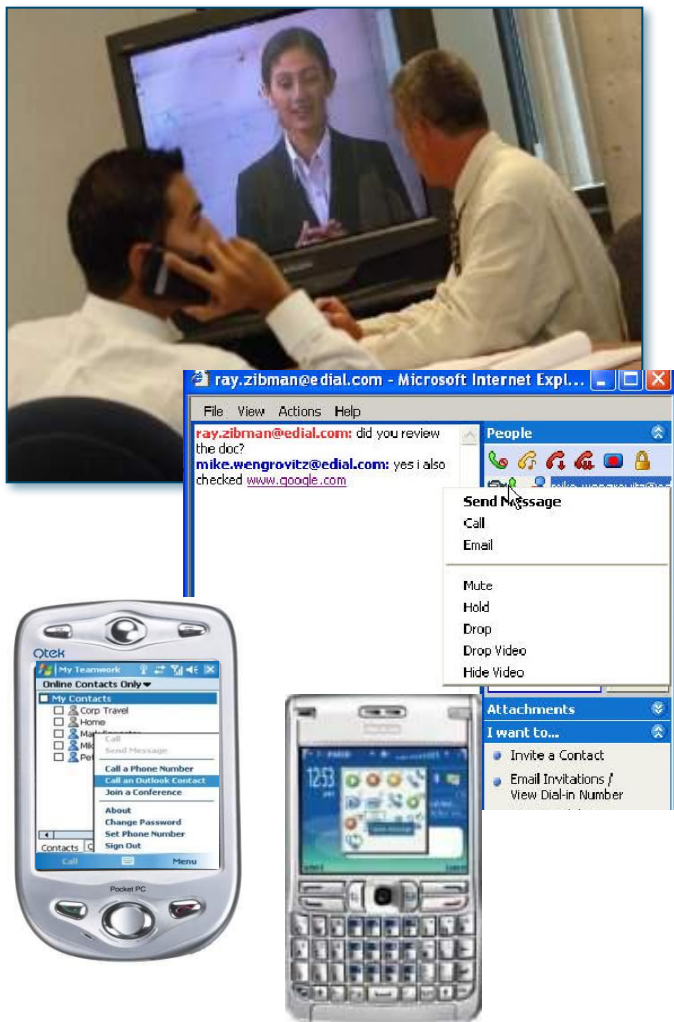 ray.zibman@edial.com - Microsoft Internet Expl...
File View Actions Help
ray.zibman@edial.com: did you review
the doc?
mike.wengrovitz@edial.com: yes i also
checked www.google.com
People
Send Message
Call
Email
Mute
Hold
Drop
Drop Video
Hide Video
Attachments
I want to...
Invite a Contact
Email Invitations /
View Dial-in Number
Qtek
My Teamwork
Online Contacts Only
My Contacts
Corp Travel
Home
Call
Send Message
Call a Phone Number
Call an Outlook Contact
Join a Conference
About
Change Password
Set Phone Number
Sign Out
Contacts
Call Menu
Pocket PC
12:53